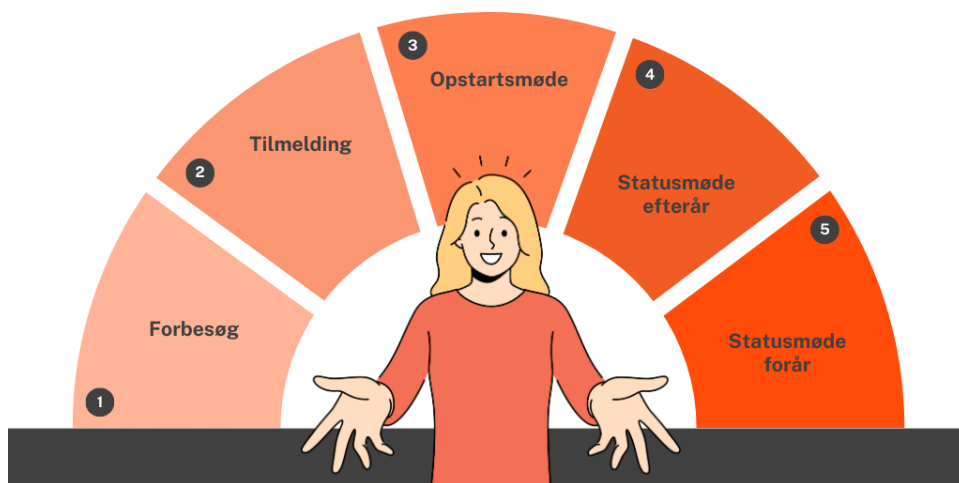 1
Forbesøg
2
Tilmelding
3
Opstartsmøde
4
Statusmøde
efterår
5
Statusmøde
forår